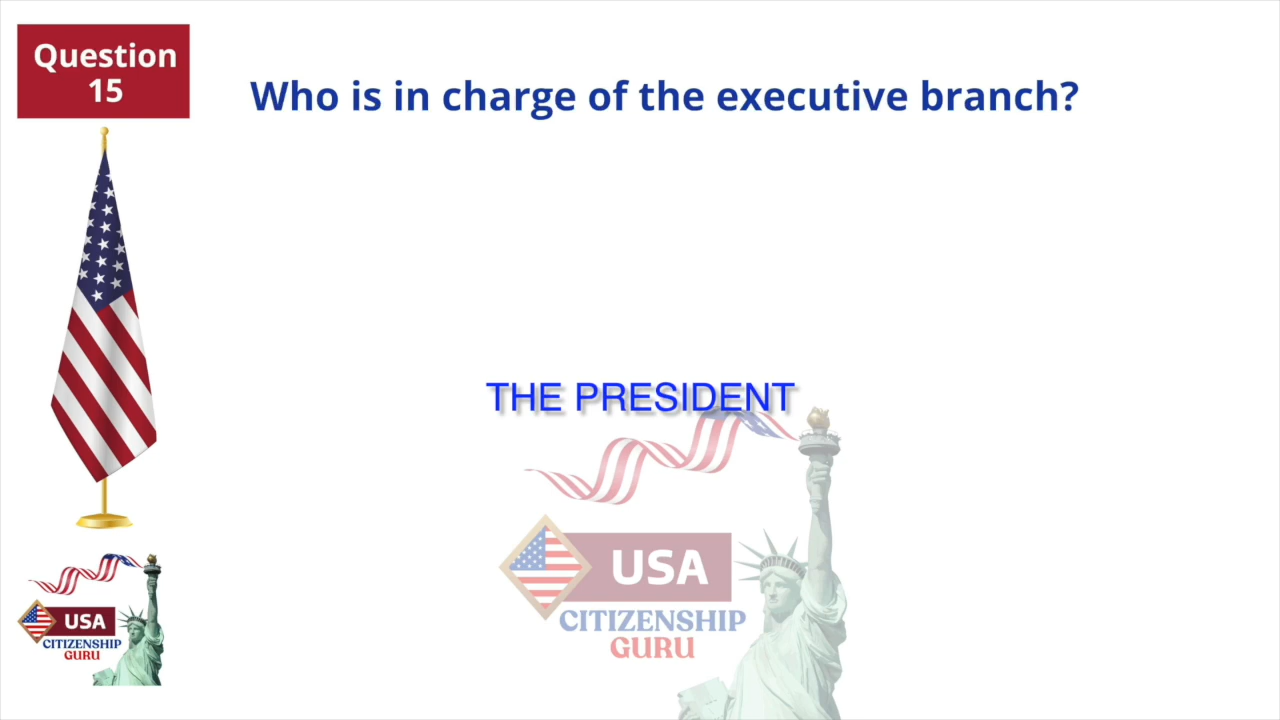 Question
15
Who is in charge of the executive branch?
THE PRESIDENT
USA
CITIZENSHIP
GURU
USA
CITIZENSHIP
GURU